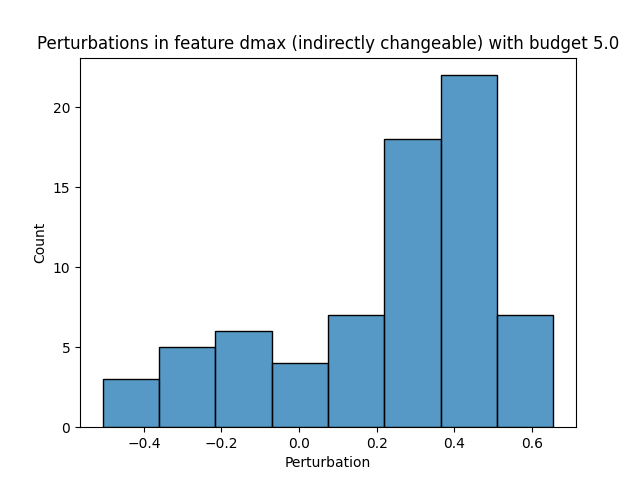 Perturbations in feature dmax (indirectly changeable) with budget 5.0
20
15
10
5
0
Count
−0.4 −0.2 0.0 0.2 0.4 0.6
Perturbation